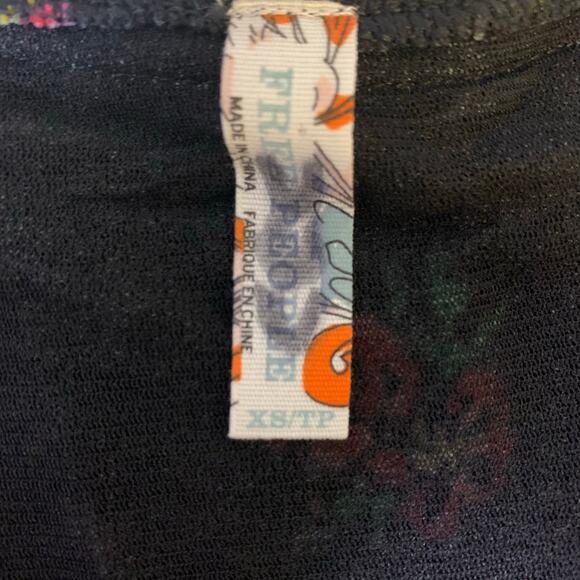 FREE PEOPLE
MADE IN CHINA FABRIQUE EN CHINE
XS/TP